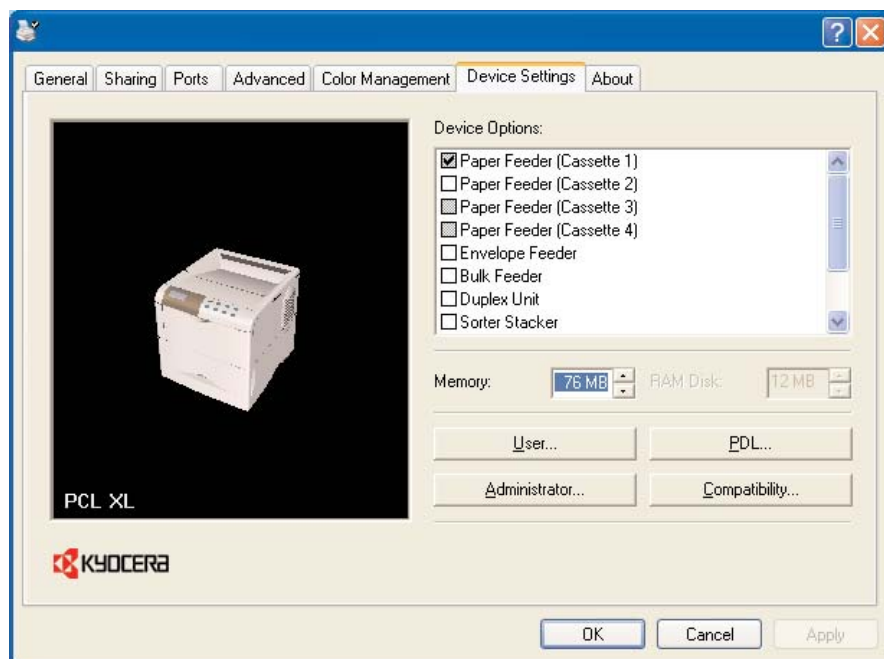 General Sharing Ports Advanced Color Management Device Settings About
Device Options:
Paper Feeder (Cassette 1)
Paper Feeder (Cassette 2)
Paper Feeder (Cassette 3)
Paper Feeder (Cassette 4)
Envelope Feeder
Bulk Feeder
Duplex Unit
Sorter Stacker
Memory: 76 MB RAM Disk: 12 MB
User... PDL...
Administrator... Compatibility...
PCL XL
KYOCERA
OK Cancel Apply